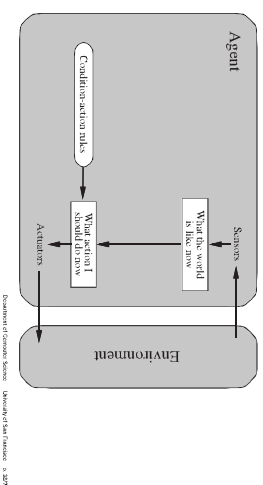 Agent
Sensors
What the world
is like now
Condition-action rules
What action I
should do now
Actuators
Environment
Department of Computer Science
University of San Francisco